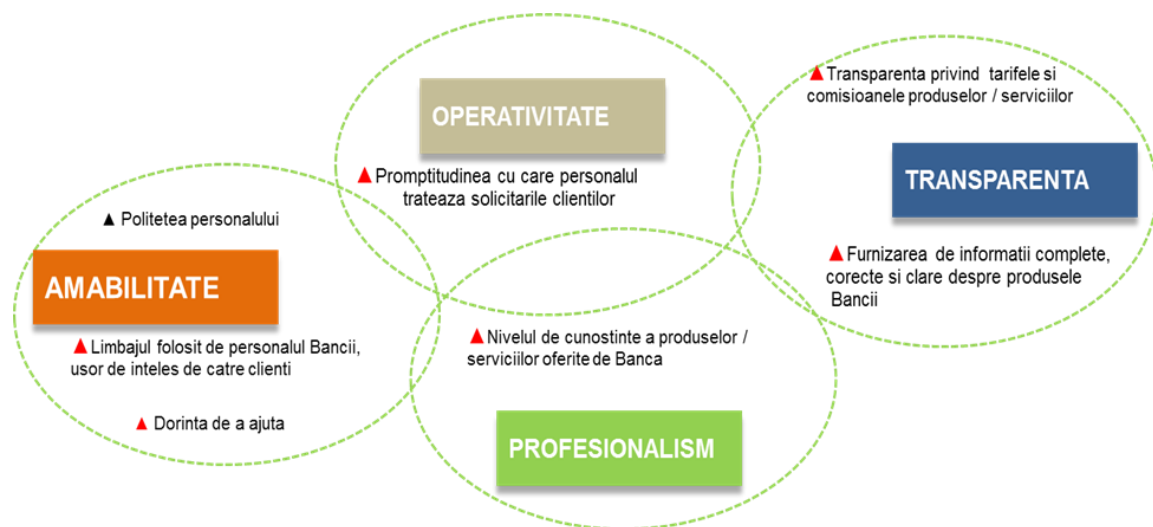 AMABILITATE
Politetea personalului
Limbajul folosit de personalul Bancii,
usor de inteles de catre clienti
Dorinta de a ajuta
OPERATIVITATE
Promptitudinea cu care personalul
trateaza solicitarile clientilor
Nivelul de cunostinte a produselor /
serviciilor oferite de Banca
PROFESIONALISM
Transparenta privind tarifele si
comisioanele produselor / serviciilor
TRANSPARENTA
Furnizarea de informatii complete,
corecte si clare despre produsele
Bancii